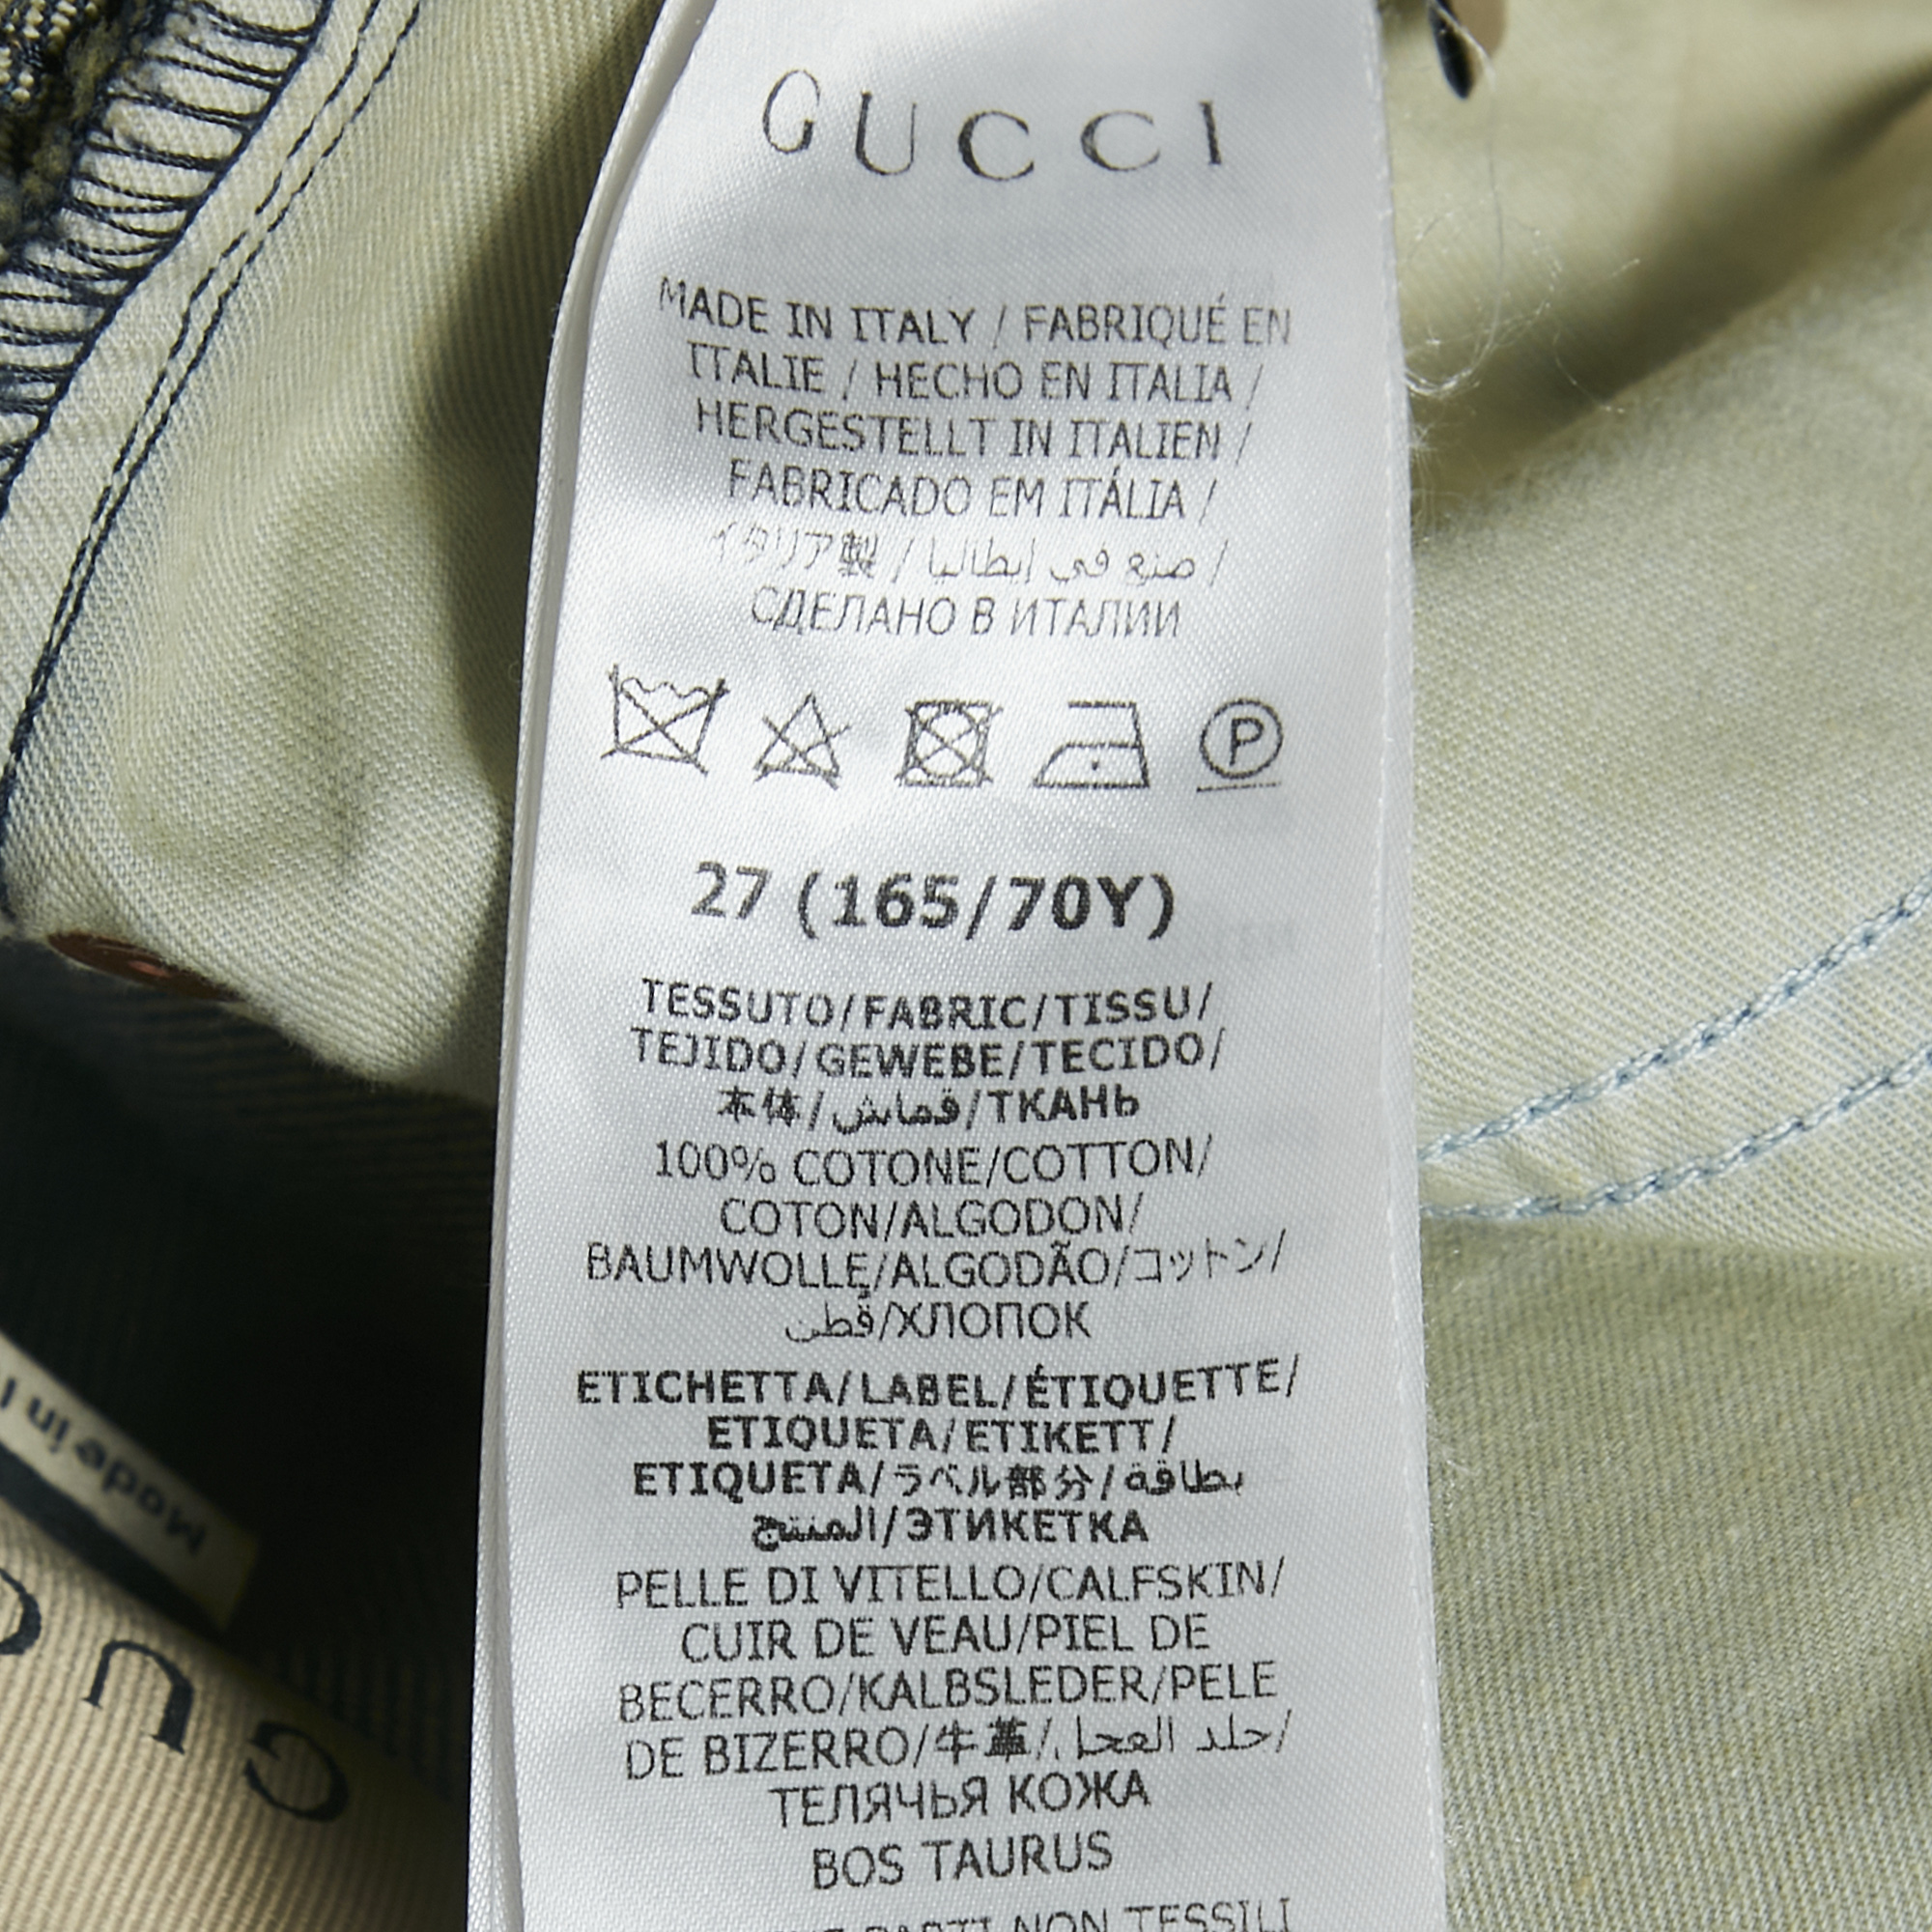 GUCCI
MADE IN ITALY / FABRIQUÉ EN
ITALIE / HECHO EN ITALIA /
HERGESTELLT IN ITALIEN /
FABRICADO EM ITÁLIA /
イタリア製 / صنع في إيطاليا /
СДЕЛАНО В ИТАЛИИ
P
27 (165/70Y)
TESSUTO/FABRIC/TISSU/
TEJIDO/GEWEBE/TECIDO/
本体/قماش/ТКАНЬ
100% COTONE/COTTON/
COTON/ALGODON/
BAUMWOLLE/ALGODÃO/コットン/
قطن/ХЛОПОК
ETICHETTA/LABEL/ÉTIQUETTE/
ETIQUETA/ETIKETT/
ETIQUETA/ラベル部分/بطاقة
المنتج/ЭТИКЕТКА
PELLE DI VITELLO/CALFSKIN/
CUIR DE VEAU/PIEL DE
BECERRO/KALBSLEDER/PELE
DE BIZERRO/牛革/جلد العجل/
ТЕЛЯЧЬЯ КОЖА
BOS TAURUS
PARTI NON TESSILI
Made in
GUC